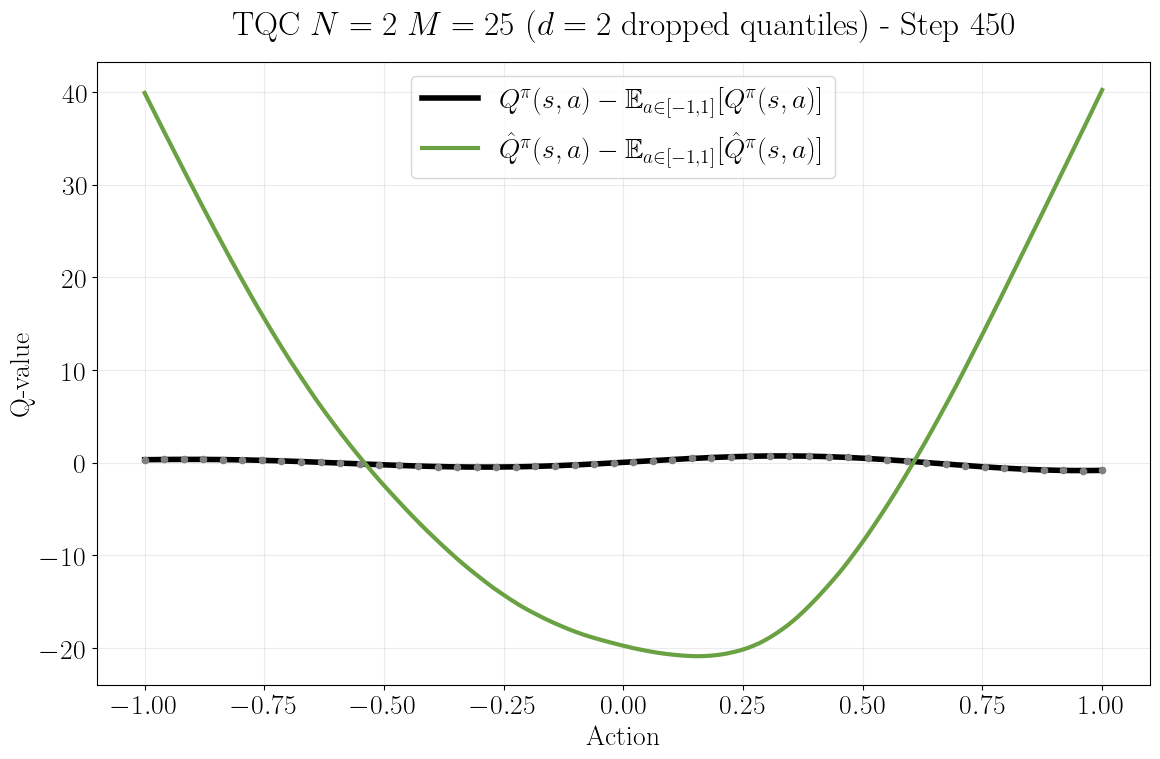 TQC N = 2 M = 25 (d = 2 dropped quantiles) - Step 450
Q^π(s, a) − 𝔼_{a∈[−1,1]}[Q^π(s, a)]
Q̂^π(s, a) − 𝔼_{a∈[−1,1]}[Q̂^π(s, a)]
40
30
20
10
0
−10
−20
Q-value
−1.00 −0.75 −0.50 −0.25 0.00 0.25 0.50 0.75 1.00
Action